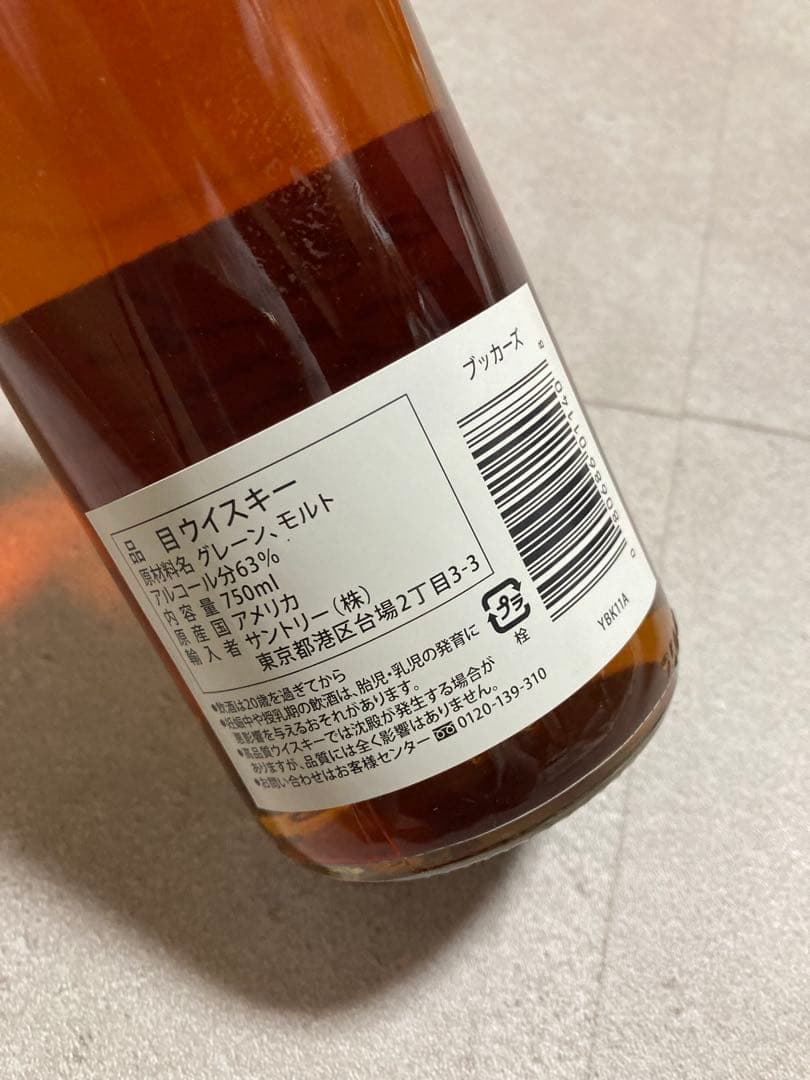 ブッカーズ
品 目ウイスキー
原材料名 グレーン、モルト
アルコール分63%
内容量 750ml
原産国 アメリカ
輸入者 サントリー(株)
東京都港区台場2丁目3-3
プラ
栓
YBK11A
●飲酒は20歳を過ぎてから
●妊娠中や授乳期の飲酒は、胎児・乳児の発育に
悪影響を与えるおそれがあります。
●高品質ウイスキーでは沈殿が発生する場合が
ありますが、品質には全く影響はありません。
●お問い合わせはお客様センター 0120-139-310